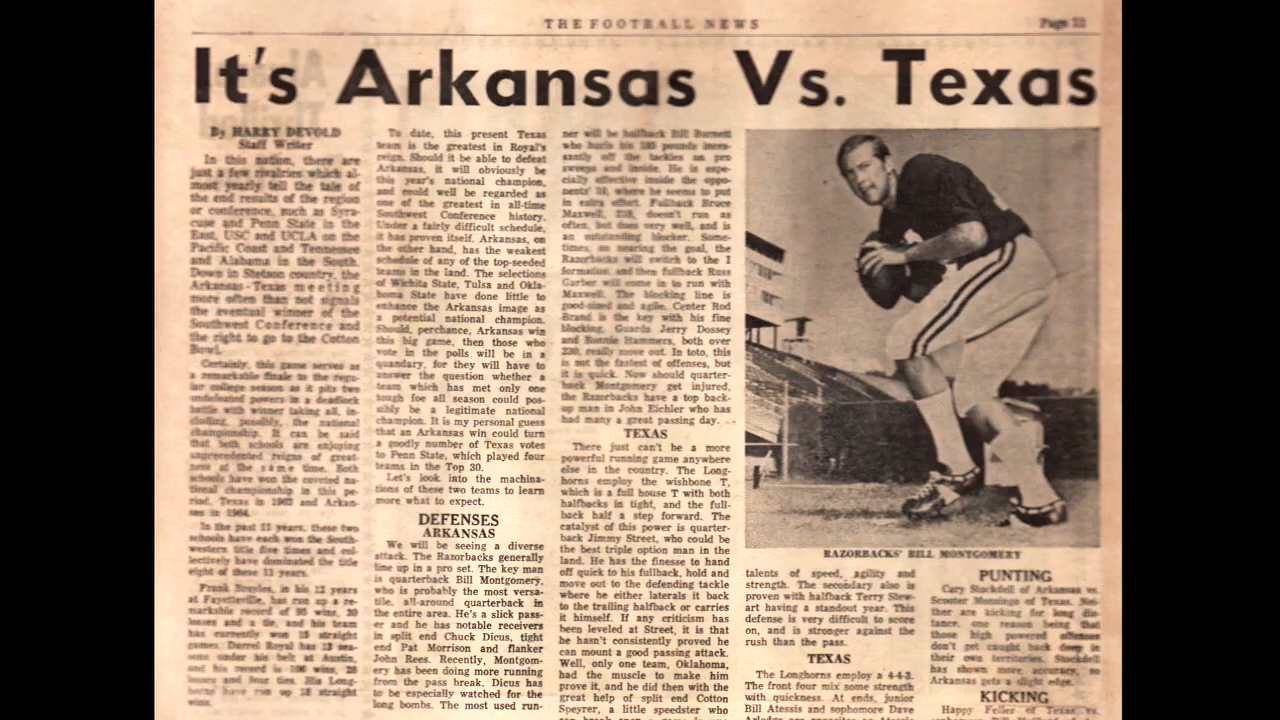 THE FOOTBALL NEWS
Page 22
It's Arkansas Vs. Texas
By HARRY DEVOLD
Staff Writer
In this nation, there are
just a few rivalries which al-
most yearly tell the tale of
the end results of the region
or conference, such as Syra-
cuse and Penn State in the
East, USC and UCLA on the
Pacific Coast and Tennessee
and Alabama in the South.
Down in Stetson country, the
Arkansas-Texas meeting
more often than not signals
the eventual winner of the
Southwest Conference and
the right to go to the Cotton
Bowl.
Certainly, this game serves as
a remarkable finale to the regu-
lar college season as it pits two
undefeated powers in a deadlock
battle with winner taking all, in-
cluding, possibly, the national
championship. It can be said
that both schools are enjoying
unprecedented reigns of great-
ness at the same time. Both
schools have won the coveted na-
tional championship in this pe-
riod, Texas in 1963 and Arkan-
sas in 1964.
In the past 11 years, these two
schools have each won the South-
western title five times and col-
lectively have dominated the title
eight of these 11 years.
Frank Broyles, in his 12 years
at Fayetteville, has run up a re-
markable record of 95 wins, 30
losses and a tie, and his team
has currently won 15 straight
games. Darrel Royal has 13 sea-
sons under his belt at Austin,
and his record is 100 wins, 28
losses and four ties. His Long-
horns have run up 18 straight
wins.
To date, this present Texas
team is the greatest in Royal's
reign. Should it be able to defeat
Arkansas, it will obviously be
this year's national champion,
and could well be regarded as
one of the greatest in all-time
Southwest Conference history.
Under a fairly difficult schedule,
it has proven itself. Arkansas, on
the other hand, has the weakest
schedule of any of the top-seeded
teams in the land. The selections
of Wichita State, Tulsa and Okla-
homa State have done little to
enhance the Arkansas image as
a potential national champion.
Should, perchance, Arkansas win
this big game, then those who
vote in the polls will be in a
quandary, for they will have to
answer the question whether a
team which has met only one
tough foe all season could pos-
sibly be a legitimate national
champion. It is my personal guess
that an Arkansas win could turn
a goodly number of Texas votes
to Penn State, which played four
teams in the Top 30.
Let's look into the machina-
tions of these two teams to learn
more what to expect.
DEFENSES
ARKANSAS
We will be seeing a diverse
attack. The Razorbacks generally
line up in a pro set. The key man
is quarterback Bill Montgomery,
who is probably the most versa-
tile, all-around quarterback in
the entire area. He's a slick pass-
er and he has notable receivers
in split end Chuck Dicus, tight
end Pat Morrison and flanker
John Rees. Recently, Montgom-
ery has been doing more running
from the pass break. Dicus has
to be especially watched for the
long bombs. The most used run-
ner will be halfback Bill Burnett
who hurls his 185 pounds inces-
santly off the tackles on pro
sweeps and inside. He is espe-
cially effective inside the oppo-
nents' 10, where he seems to put
in extra effort. Fullback Bruce
Maxwell, 218, doesn't run as
often, but does very well, and is
an outstanding blocker. Some-
times, on nearing the goal, the
Razorbacks will switch to the I
formation, and then fullback Russ
Garber will come in to run with
Maxwell. The blocking line is
good-sized and agile. Center Rod
Brand is the key with his fine
blocking. Guards Jerry Dossey
and Ronnie Hammers, both over
220, really move out. In toto, this
is not the fastest of offenses, but
it is quick. Now should quarter-
back Montgomery get injured,
the Razorbacks have a top back-
up man in John Eichler who has
had many a great passing day.
TEXAS
There just can't be a more
powerful running game anywhere
else in the country. The Long-
horns employ the wishbone T,
which is a full house T with both
halfbacks in tight, and the full-
back half a step forward. The
catalyst of this power is quarter-
back Jimmy Street, who could be
the best triple option man in the
land. He has the finesse to hand
off quick to his fullback, hold and
move out to the defending tackle
where he either laterals it back
to the trailing halfback or carries
it himself. If any criticism has
been leveled at Street, it is that
he hasn't consistently proved he
can mount a good passing attack.
Well, only one team, Oklahoma,
had the muscle to make him
prove it, and he did then with the
great help of split end Cotton
Speyrer, a little speedster who
RAZORBACKS' BILL MONTGOMERY
talents of speed, agility and
strength. The secondary also is
proven with halfback Terry Stew-
art having a standout year. This
defense is very difficult to score
on, and is stronger against the
rush than the pass.
TEXAS
The Longhorns employ a 4-4-3.
The front four mix some strength
with quickness. At ends, junior
Bill Atessis and sophomore Dave
PUNTING
Cary Stockdell of Arkansas vs.
Scooter Monzingo of Texas. Nei-
ther are kicking for long dis-
tance, one reason being that
those high powered offenses
don't get caught back deep in
their own territories. Stockdell
has shown more accuracy, so
Arkansas gets a slight edge.
KICKING
Happy Feller of Texas vs.